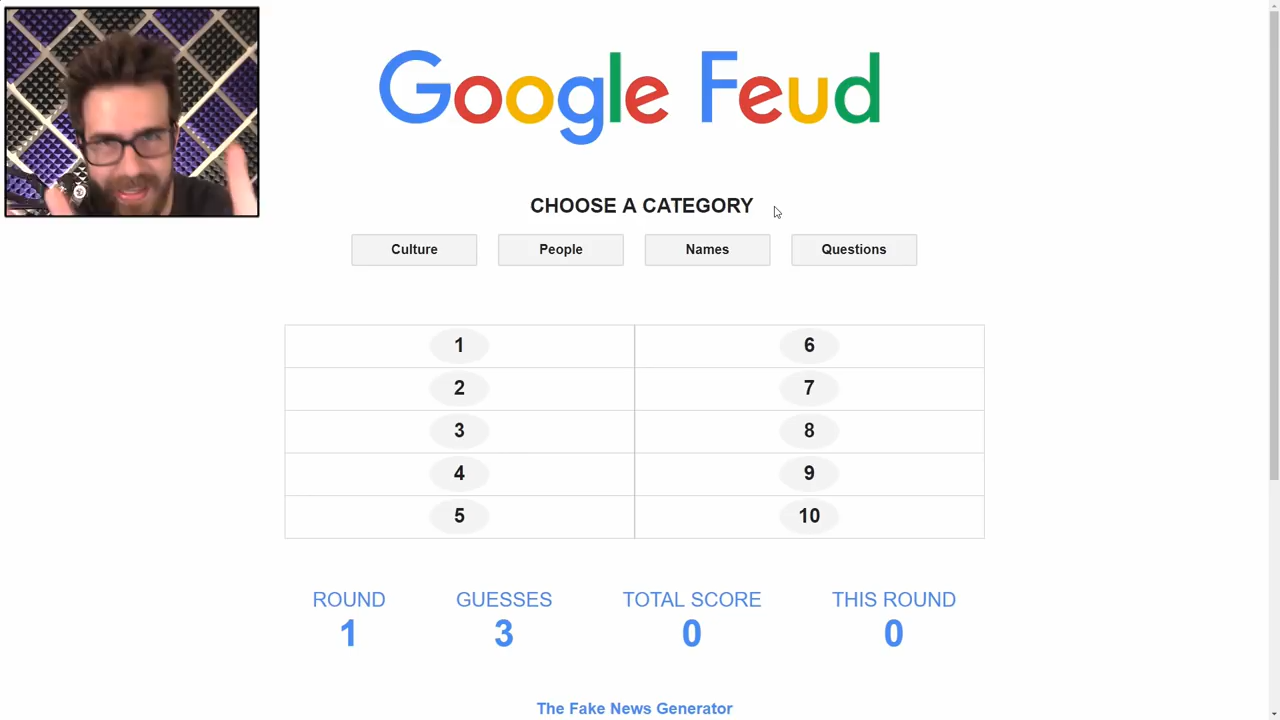 Google Feud
CHOOSE A CATEGORY
Culture People Names Questions
1 6
2 7
3 8
4 9
5 10
ROUND GUESSES TOTAL SCORE THIS ROUND
1 3 0 0
The Fake News Generator